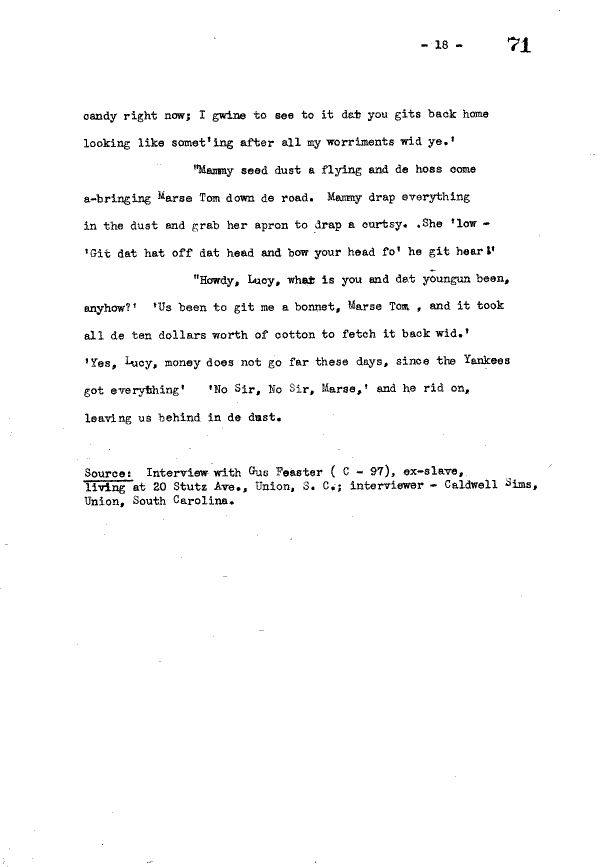 - 18 - 71
candy right now; I gwine to see to it dat you gits back home
looking like somet'ing after all my worriments wid ye.'
"Mammy seed dust a flying and de hoss come
a-bringing Marse Tom down de road. Mammy drap everything
in the dust and grab her apron to drap a curtsy. .She 'low -
'Git dat hat off dat head and bow your head fo' he git hear!'
"Howdy, Lucy, what is you and dat youngun been,
anyhow?' 'Us been to git me a bonnet, Marse Tom , and it took
all de ten dollars worth of cotton to fetch it back wid.'
'Yes, Lucy, money does not go far these days, since the Yankees
got everything' 'No Sir, No Sir, Marse,' and he rid on,
leaving us behind in de dust.
Source: Interview with Gus Feaster ( C - 97), ex-slave,
living at 20 Stutz Ave., Union, S. C.; interviewer - Caldwell Sims,
Union, South Carolina.